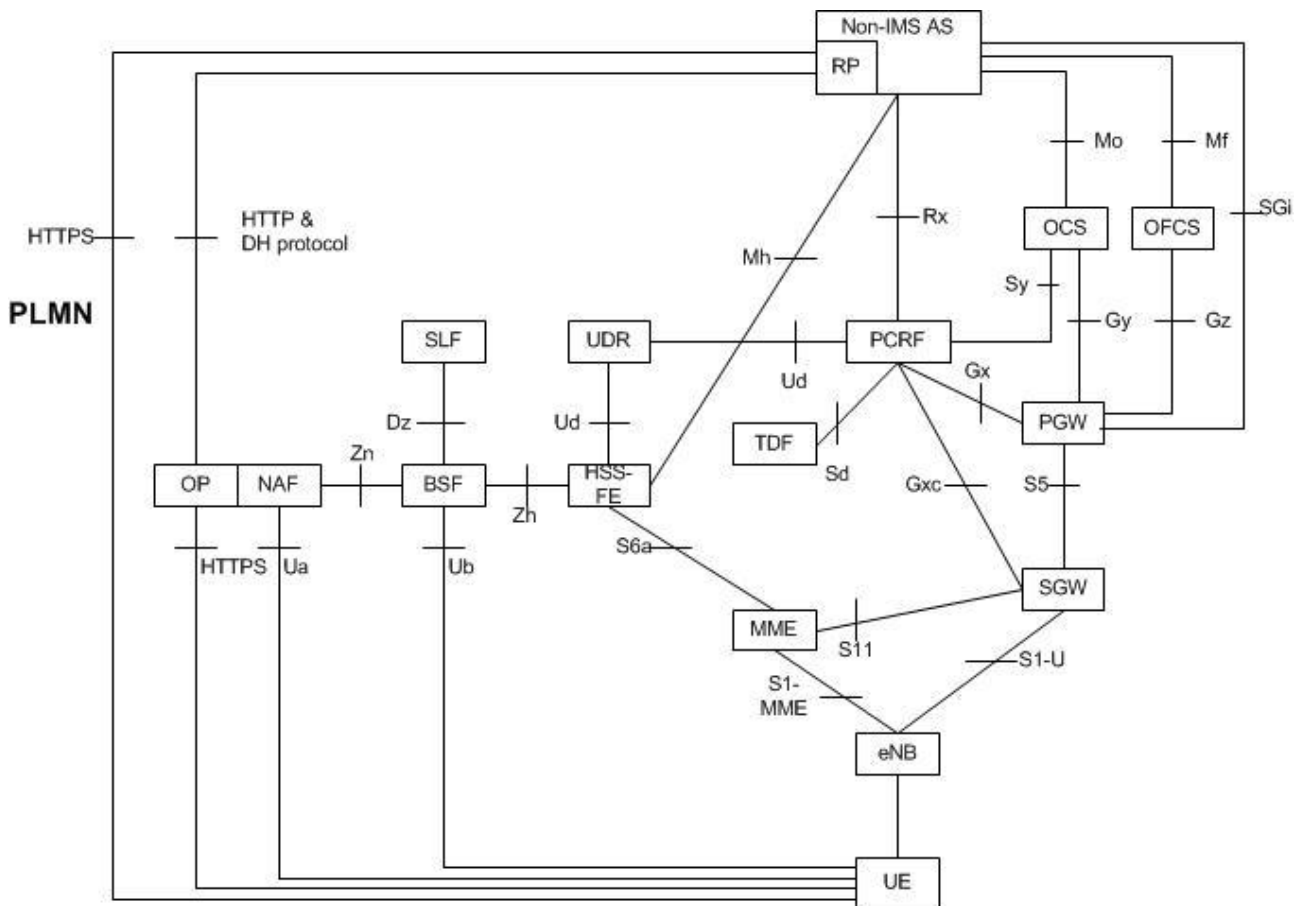 Non-IMS AS
RP
Mo
Mf
HTTPS
HTTP &
DH protocol
Rx
OCS
OFCS
SGi
Mh
Sy
PLMN
SLF
UDR
PCRF
Gy
Gz
Ud
Gx
Dz
Ud
TDF
PGW
Zn
Sd
OP
NAF
BSF
HSS-
FE
Gxc
S5
Zh
S6a
HTTPS
Ua
Ub
SGW
MME
S11
S1-U
S1-
MME
eNB
UE